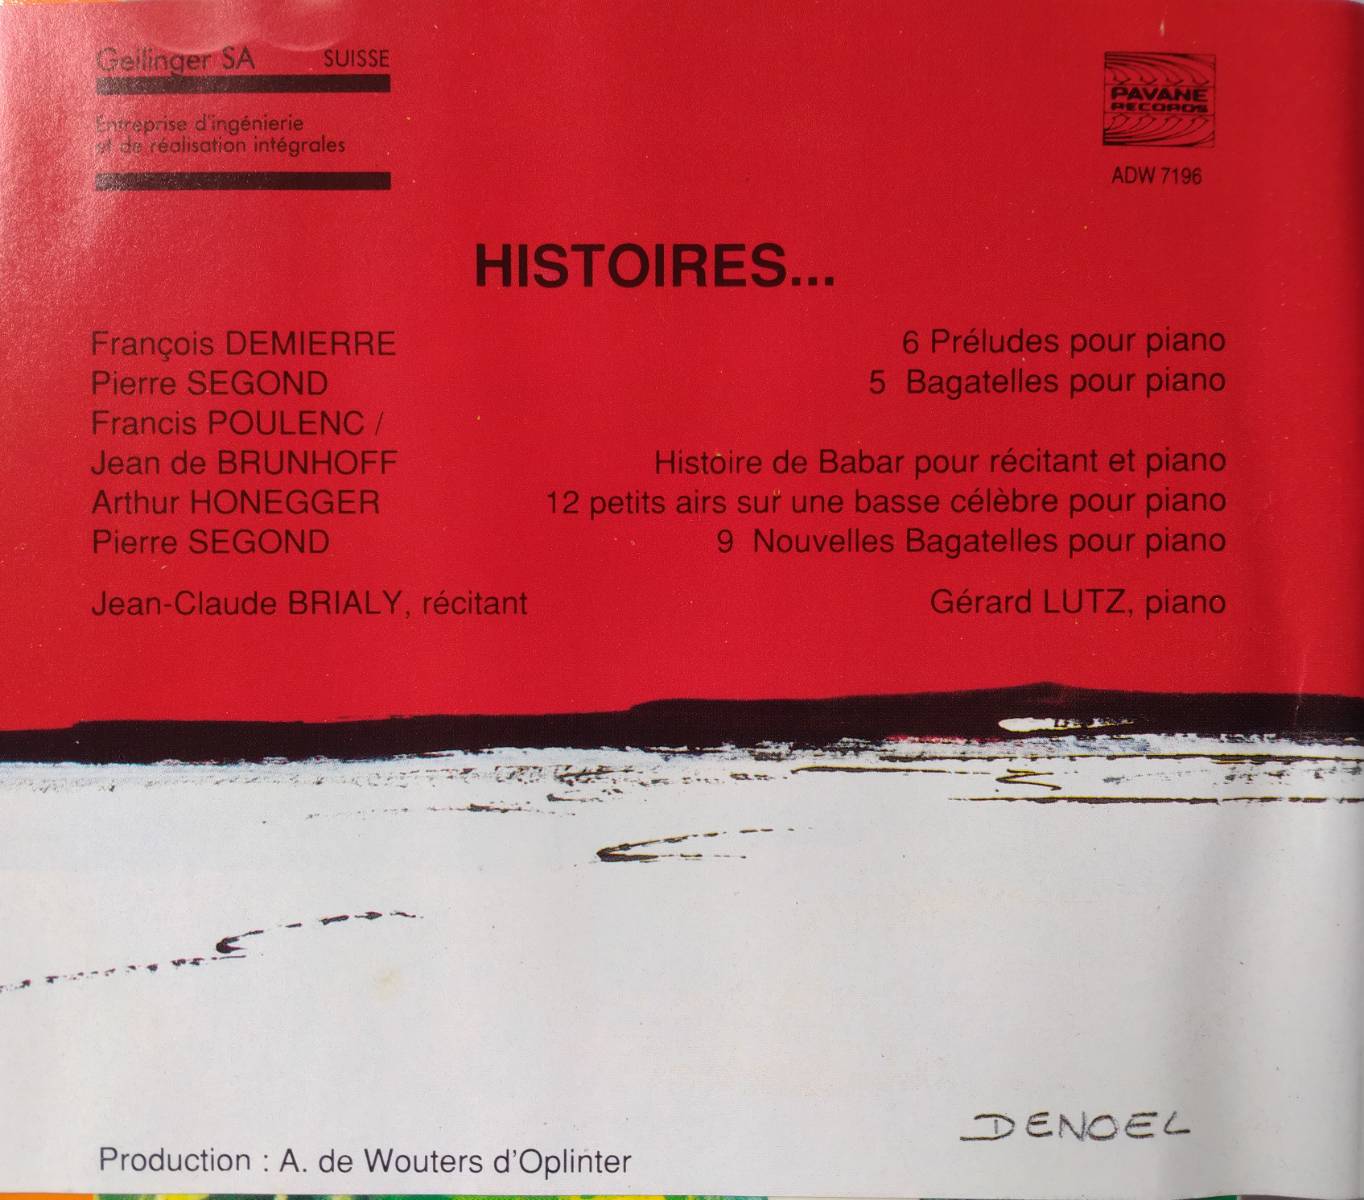 Geilinger SA SUISSE
Entreprise d'ingénierie
et de réalisation intégrales
PAVANE
RECORDS
ADW 7196
HISTOIRES...
François DEMIERRE 6 Préludes pour piano
Pierre SEGOND 5 Bagatelles pour piano
Francis POULENC /
Jean de BRUNHOFF Histoire de Babar pour récitant et piano
Arthur HONEGGER 12 petits airs sur une basse célèbre pour piano
Pierre SEGOND 9 Nouvelles Bagatelles pour piano
Jean-Claude BRIALY, récitant Gérard LUTZ, piano
DENOEL
Production : A. de Wouters d'Oplinter